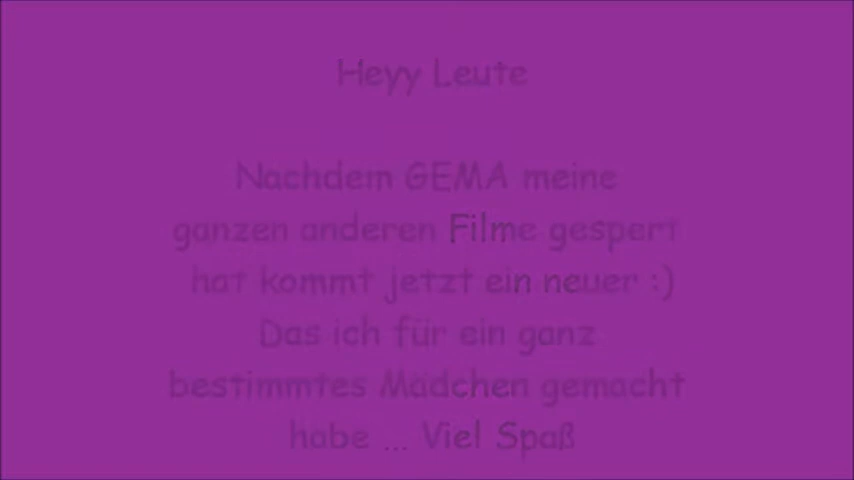 Heyy Leute
Nachdem GEMA meine
ganzen anderen Filme gespert
hat kommt jetzt ein neuer :)
Das ich für ein ganz
bestimmtes Mädchen gemacht
habe ... Viel Spaß